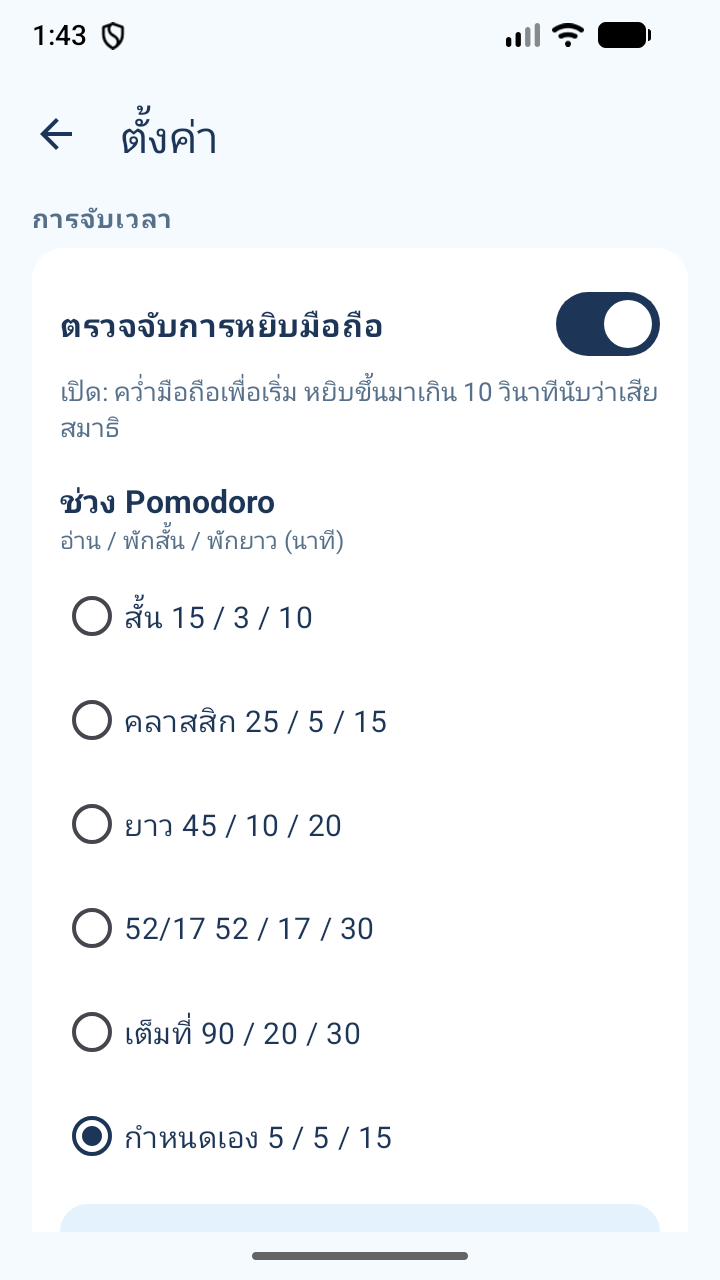 1:43
ตั้งค่า
การจับเวลา
ตรวจจับการหยิบมือถือ
เปิด: คว่ำมือถือเพื่อเริ่ม หยิบขึ้นมาเกิน 10 วินาทีนับว่าเสีย
สมาธิ
ช่วง Pomodoro
อ่าน / พักสั้น / พักยาว (นาที)
สั้น 15 / 3 / 10
คลาสสิก 25 / 5 / 15
ยาว 45 / 10 / 20
52/17 52 / 17 / 30
เต็มที่ 90 / 20 / 30
กำหนดเอง 5 / 5 / 15